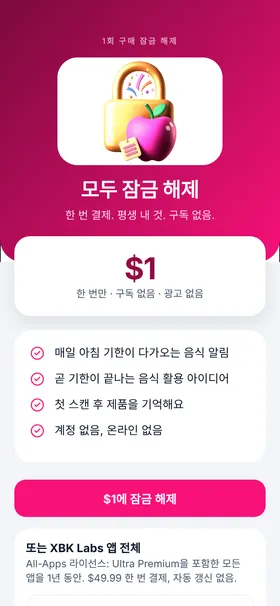 1회 구매 잠금 해제
모두 잠금 해제
한 번 결제. 평생 내 것. 구독 없음.
$1
한 번만 · 구독 없음 · 광고 없음
매일 아침 기한이 다가오는 음식 알림
곧 기한이 끝나는 음식 활용 아이디어
첫 스캔 후 제품을 기억해요
계정 없음, 온라인 없음
$1에 잠금 해제
또는 XBK Labs 앱 전체
All-Apps 라이선스: Ultra Premium을 포함한 모든
앱을 1년 동안. $49.99 한 번 결제, 자동 갱신 없음.